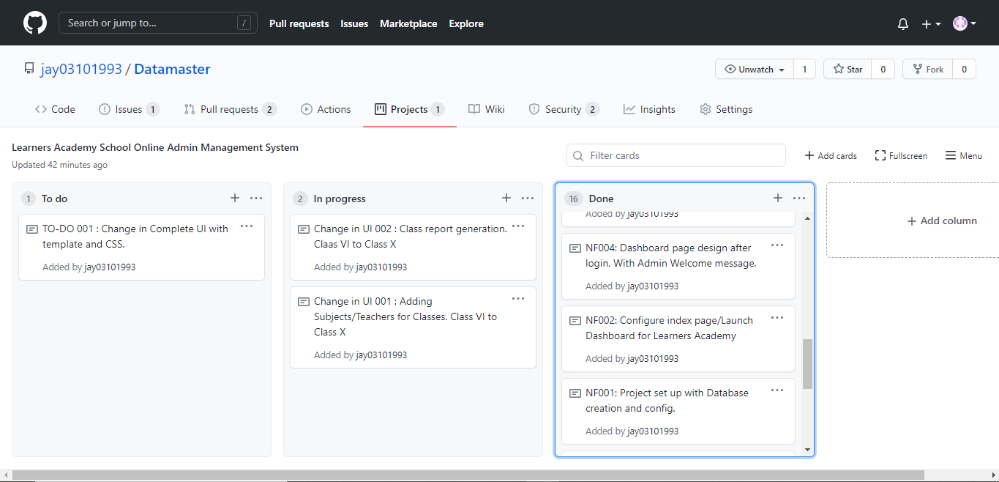 Search or jump to... /
Pull requests
Issues
Marketplace
Explore
jay03101993 / Datamaster
Unwatch 1
Star 0
Fork 0
Code
Issues 1
Pull requests 2
Actions
Projects 1
Wiki
Security 2
Insights
Settings
Learners Academy School Online Admin Management System
Updated 42 minutes ago
Filter cards
Add cards
Fullscreen
Menu
1 To do
TO-DO 001 : Change in Complete UI with
template and CSS.
Added by jay03101993
2 In progress
Change in UI 002 : Class report generation.
Claas VI to Class X
Added by jay03101993
Change in UI 001 : Adding
Subjects/Teachers for Classes. Class VI to
Class X
Added by jay03101993
16 Done
Added by jay03101993
NF004: Dashboard page design after
login, With Admin Welcome message.
Added by jay03101993
NF002: Configure index page/Launch
Dashboard for Learners Academy
Added by jay03101993
NF001: Project set up with Database
creation and config.
Added by jay03101993
Add column